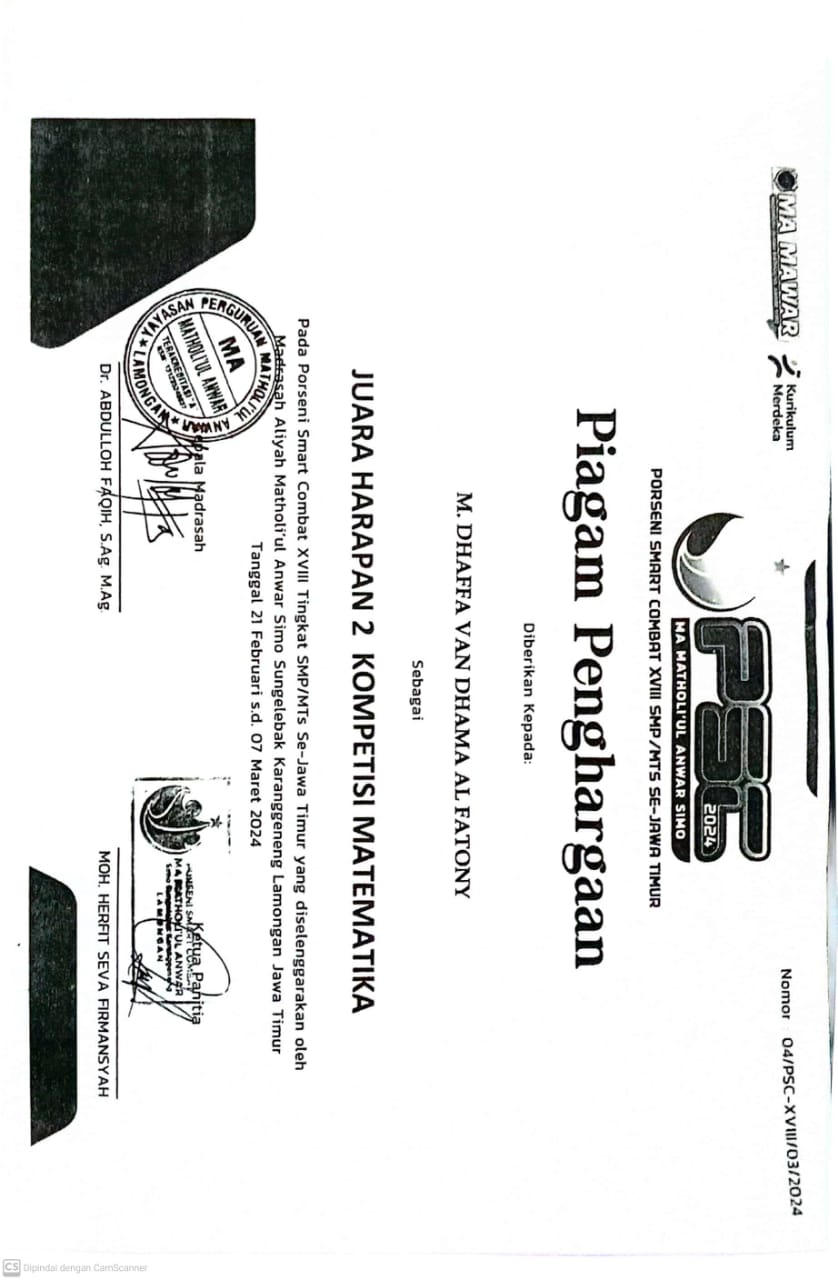 MA MAWAR
Kurikulum
Merdeka
Nomor : 04/PSC-XVIII/03/2024
PSC
2024
MA MATHOLI'UL ANWAR SIMO
PORSENI SMART COMBAT XVIII SMP/MTS SE-JAWA TIMUR
Piagam Penghargaan
Diberikan Kepada:
M. DHAFFA VAN DHAMA AL FATONY
Sebagai
JUARA HARAPAN 2 KOMPETISI MATEMATIKA
Pada Porseni Smart Combat XVIII Tingkat SMP/MTs Se-Jawa Timur yang diselenggarakan oleh
Madrasah Aliyah Matholi'ul Anwar Simo Sungelebak Karanggeneng Lamongan Jawa Timur
Tanggal 21 Februari s.d. 07 Maret 2024
Madrasah
YAYASAN PERGURUAN MATHOLI'UL ANWAR
LAMONGAN
MA
MATHOLI'UL ANWAR
TERAKREDITASI "A"
Dr. ABDULLOH FAQIH, S.Ag. M.Ag.
Ketua Panitia
PORSENI SMART COMBAT
MA MATHOLI'UL ANWAR
LAMONGAN
MOH. HERFIT SEVA FIRMANSYAH
CS Dipindai dengan CamScanner